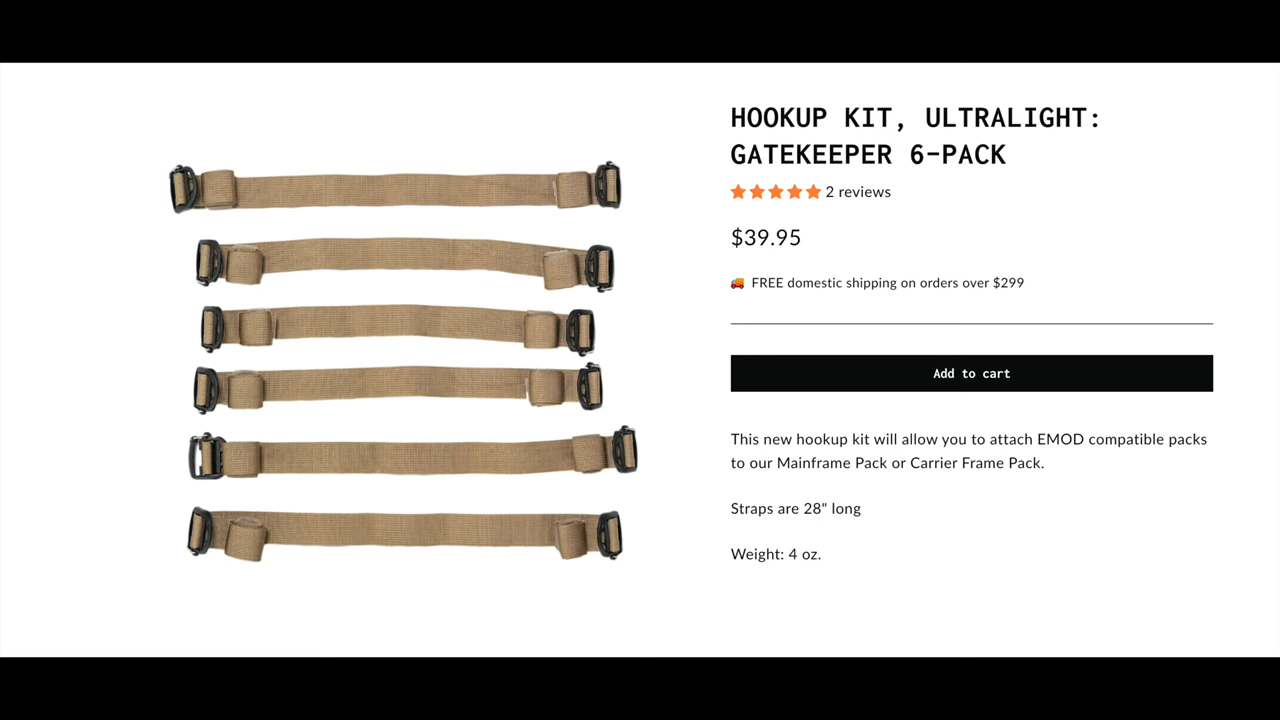 HOOKUP KIT, ULTRALIGHT:
GATEKEEPER 6-PACK
2 reviews
$39.95
FREE domestic shipping on orders over $299
Add to cart
This new hookup kit will allow you to attach EMOD compatible packs
to our Mainframe Pack or Carrier Frame Pack.
Straps are 28" long
Weight: 4 oz.